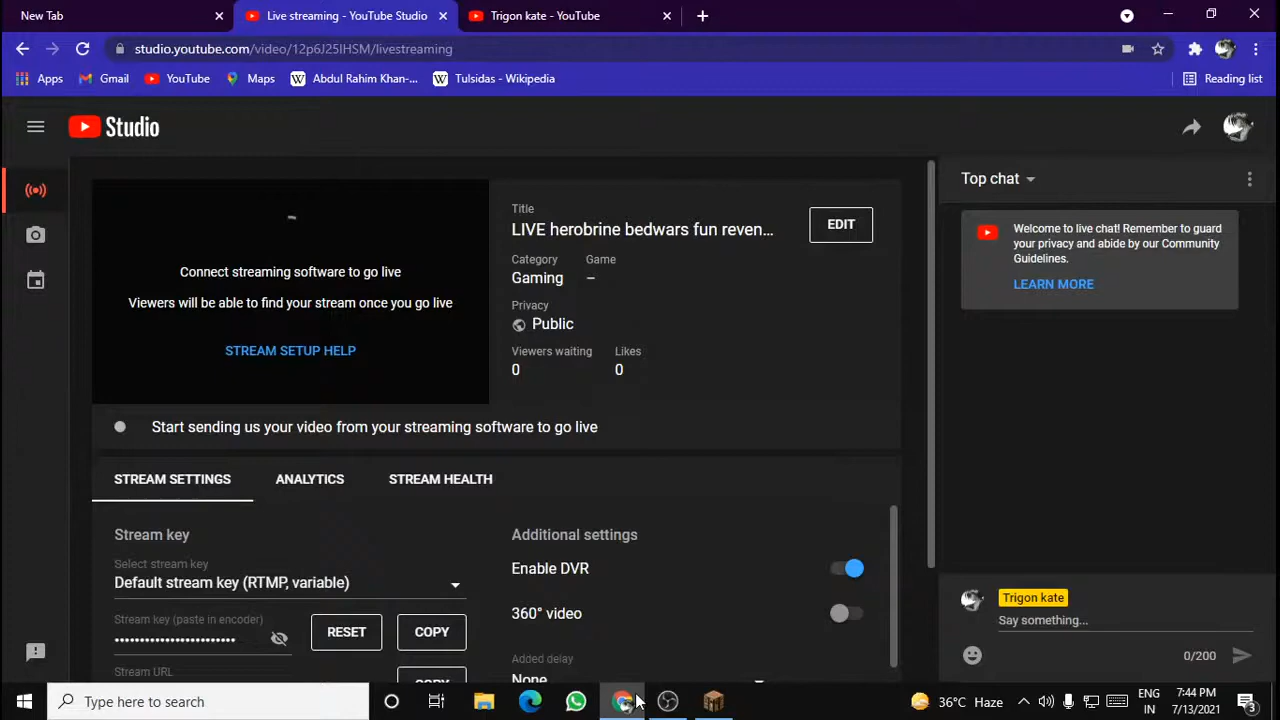 New Tab
Live streaming - YouTube Studio
Trigon kate - YouTube
studio.youtube.com/video/12p6J25IHSM/livestreaming
Apps
Gmail
YouTube
Maps
Abdul Rahim Khan-...
Tulsidas - Wikipedia
Reading list
Studio
Top chat
Connect streaming software to go live
Viewers will be able to find your stream once you go live
STREAM SETUP HELP
Title
LIVE herobrine bedwars fun reven...
EDIT
Category
Game
Gaming
–
Privacy
Public
Viewers waiting
Likes
0
0
Welcome to live chat! Remember to guard
your privacy and abide by our Community
Guidelines.
LEARN MORE
Start sending us your video from your streaming software to go live
STREAM SETTINGS
ANALYTICS
STREAM HEALTH
Stream key
Select stream key
Default stream key (RTMP, variable)
Stream key (paste in encoder)
••••••••••••••••••••••••
RESET
COPY
Stream URL
COPY
Additional settings
Enable DVR
360° video
Added delay
None
Trigon kate
Say something...
0/200
Type here to search
36°C Haze
ENG
IN
7:44 PM
7/13/2021
3